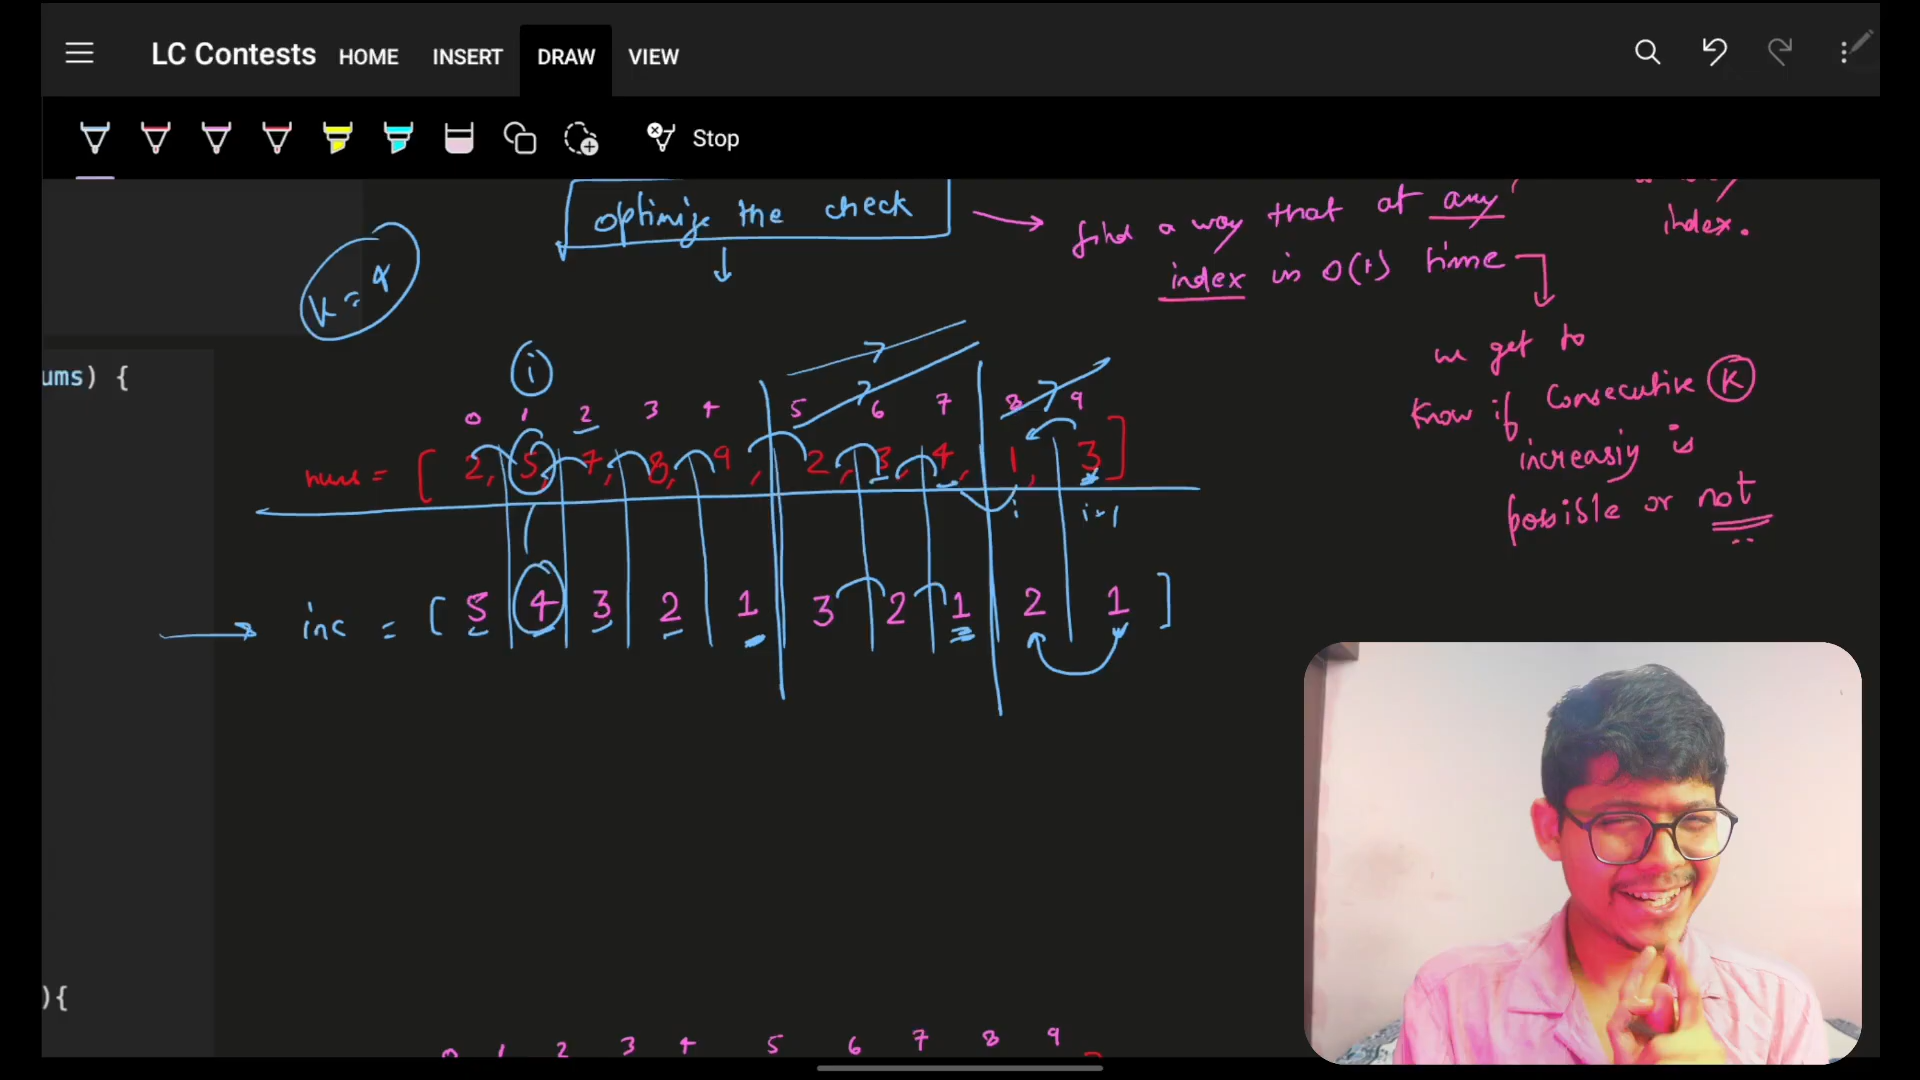 LC Contests HOME INSERT DRAW VIEW
Stop
optimize the check
find a way that at any
index in O(1) time
index.
k = 4
we get to
know if consecutive K
increasing is
possible or not
ums) {
i
0 1 2 3 4 5 6 7 8 9
nums = [ 2, 5, 7, 8, 9, 2, 3, 4, 1, 3 ]
i i+1
inc = [ 5 4 3 2 1 3 2 1 2 1 ]
){
0 1 2 3 4 5 6 7 8 9